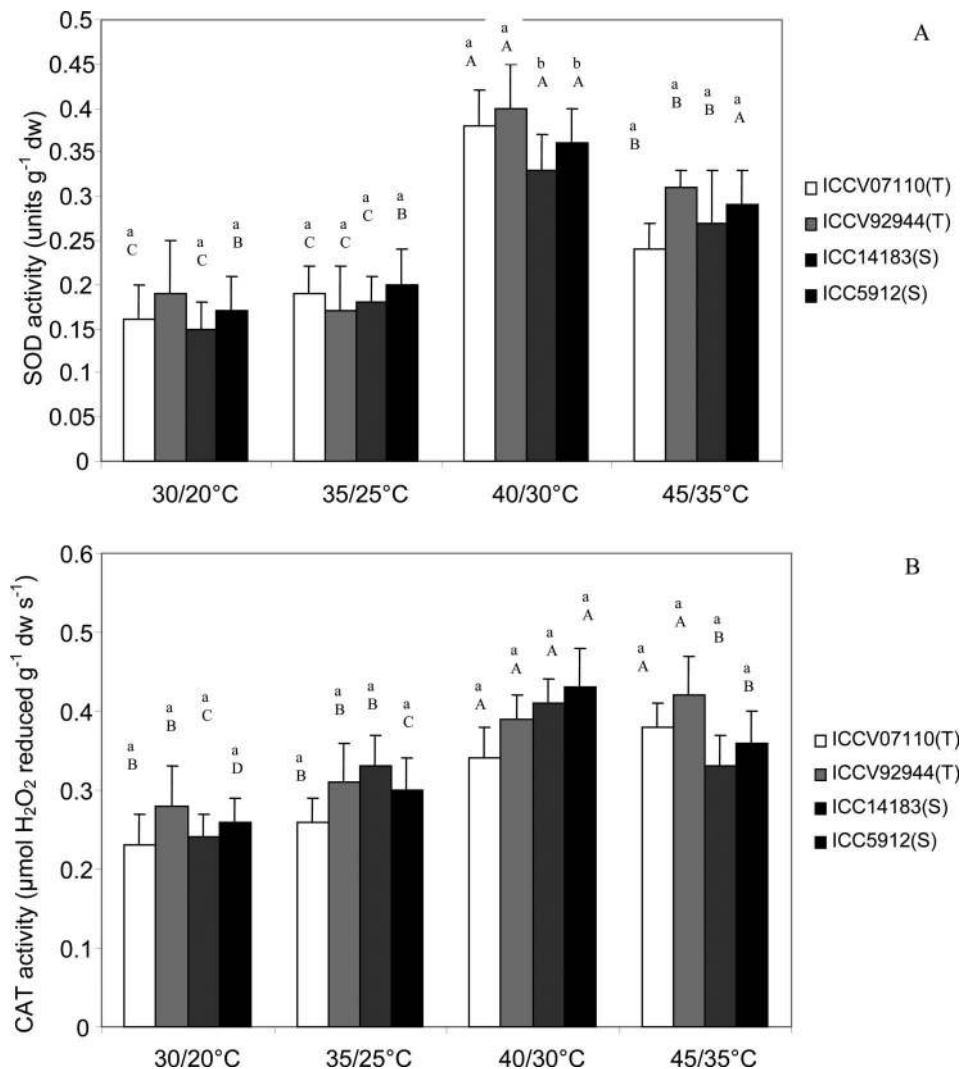 A
0.5
0.45
0.4
0.35
0.3
0.25
0.2
0.15
0.1
0.05
0
SOD activity (units g⁻¹ dw)
a a b b
A A A A
a a a a
B B B A
a a a
C C B
a a a a
C C C B
30/20°C 35/25°C 40/30°C 45/35°C
ICCV07110(T)
ICCV92944(T)
ICC14183(S)
ICC5912(S)
B
0.6
0.5
0.4
0.3
0.2
0.1
0
CAT activity (µmol H₂O₂ reduced g⁻¹ dw s⁻¹)
a a a a
B B C D
a a a a
B B B C
a a a a
A A A A
a a a a
A A B B
30/20°C 35/25°C 40/30°C 45/35°C
ICCV07110(T)
ICCV92944(T)
ICC14183(S)
ICC5912(S)